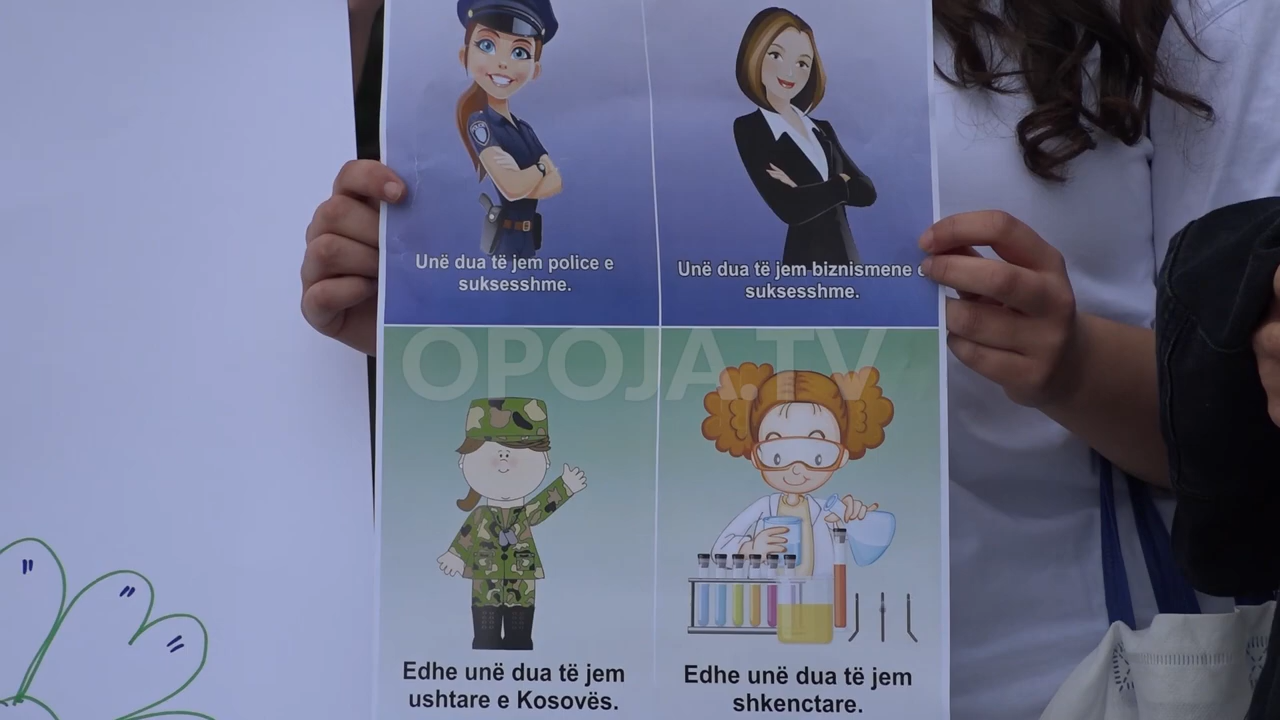 Unë dua të jem police e
suksesshme.
Unë dua të jem biznismene e
suksesshme.
OPOJA.TV
Edhe unë dua të jem
ushtare e Kosovës.
Edhe unë dua të jem
shkenctare.